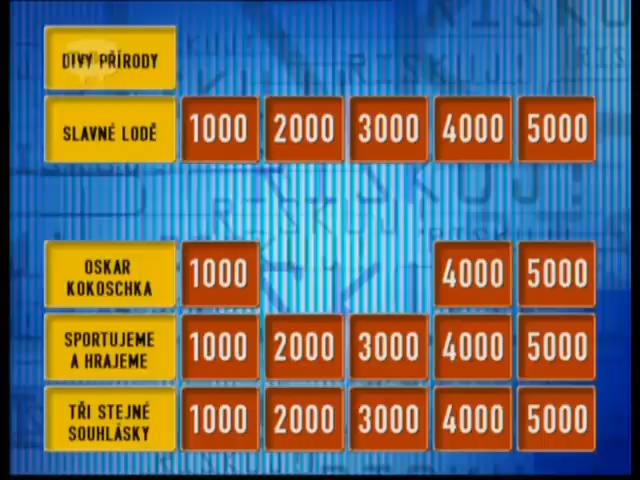 DIVY PŘÍRODY
SLAVNÉ LODĚ 1000 2000 3000 4000 5000
OSKAR
KOKOSCHKA 1000 4000 5000
SPORTUJEME
A HRAJEME 1000 2000 3000 4000 5000
TŘI STEJNÉ
SOUHLÁSKY 1000 2000 3000 4000 5000
RISKUJ!